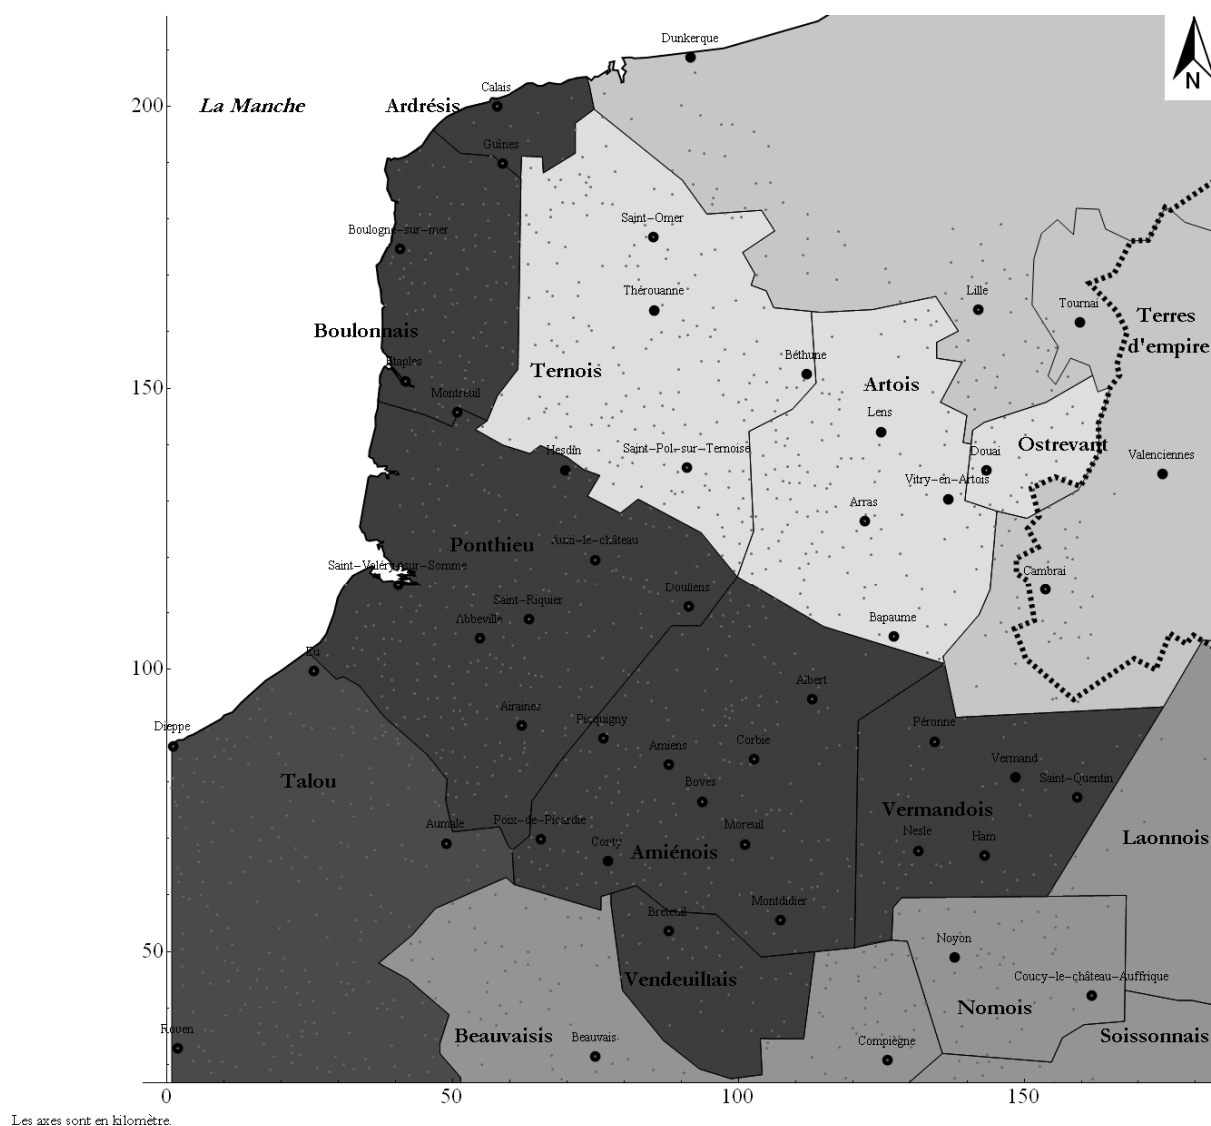 Dunkerque
N
Calais
200
La Manche
Ardrésis
Guînes
Saint-Omer
Boulogne-sur-mer
Thérouanne
Lille
Tournai
Terres
d'empire
Boulonnais
Étaples
Ternois
Béthune
Artois
150
Montreuil
Lens
Hesdin
Saint-Pol-sur-Ternoise
Ostrevant
Douai
Valenciennes
Vitry-en-Artois
Arras
Ponthieu
Auxi-le-château
Saint-Valéry-sur-Somme
Cambrai
Doullens
Saint-Riquier
Abbeville
Bapaume
Eu
100
Albert
Airaines
Picquigny
Dieppe
Péronne
Amiens
Corbie
Vermand
Talou
Boves
Saint-Quentin
Vermandois
Aumale
Poix-de-Picardie
Moreuil
Nesle
Ham
Laonnois
Conty
Amiénois
Breteuil
Montdidier
50
Noyon
Vendeuillais
Coucy-le-château-Auffrique
Nomois
Rouen
Beauvaisis
Beauvais
Compiègne
Soissonnais
0
50
100
150
Les axes sont en kilomètre.